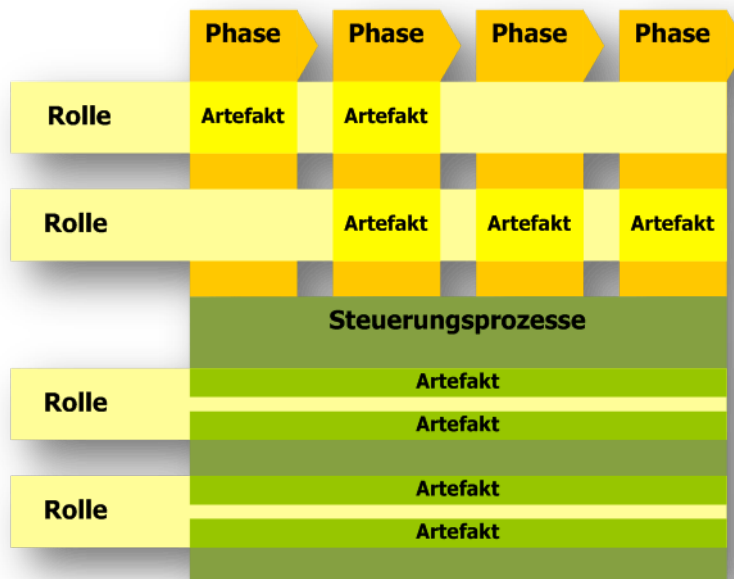 Phase Phase Phase Phase
Rolle Artefakt Artefakt
Rolle Artefakt Artefakt Artefakt
Steuerungsprozesse
Artefakt
Rolle
Artefakt
Artefakt
Rolle
Artefakt